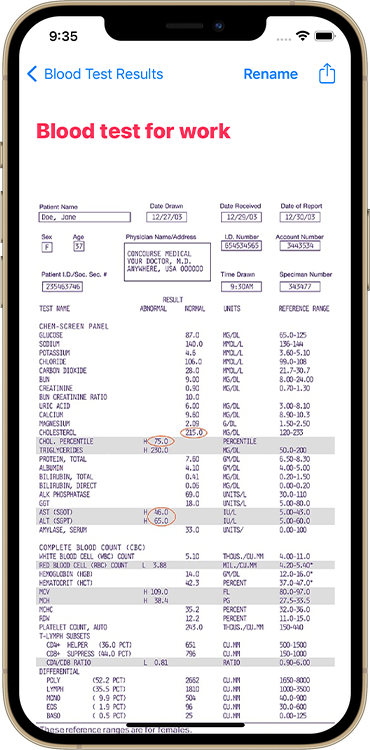 9:35
Blood Test Results Rename
Blood test for work
Patient Name Date Drawn Date Received Date of Report
Doe, Jane 12/27/03 12/29/03 12/30/03
Sex Age Physician Name/Address I.D. Number Account Number
F 37 CONCOURSE MEDICAL 654534565 3443534
YOUR DOCTOR, M.D.
ANYWHERE, USA 000000
Patient I.D/Soc. Sec. # Time Drawn Specimen Number
235463746 9:30AM 343477
RESULT
TEST NAME ABNORMAL NORMAL UNITS REFERENCE RANGE
CHEM-SCREEN PANEL
GLUCOSE 87.0 MG/DL 65.0-125
SODIUM 140.0 MMOL/L 136-144
POTASSIUM 4.6 MMOL/L 3.60-5.10
CHLORIDE 106.0 MMOL/L 99.0-108
CARBON DIOXIDE 28.0 MMOL/L 21.7-30.7
BUN 9.00 MG/DL 8.00-24.00
CREATININE 0.90 MG/DL 0.70-1.30
BUN CREATININE RATIO 10.0
URIC ACID 6.00 MG/DL 3.00-8.10
CALCIUM 9.60 MG/DL 8.90-10.3
MAGNESIUM 2.09 G/DL 1.50-2.50
CHOLESTEROL 215.0 MG/DL 120-233
CHOL. PERCENTILE H 75.0 PERCENTILE
TRIGLYCERIDES H 230.0 MG/DL 50.0-200
PROTEIN, TOTAL 7.60 GM/DL 6.50-8.30
ALBUMIN 4.10 GM/DL 4.00-5.00
BILIRUBIN, TOTAL 0.41 MG/DL 0.20-1.50
BILIRUBIN, DIRECT 0.06 MG/DL 0.00-0.20
ALK PHOSPHATASE 69.0 UNITS/L 30.0-110
GGT 18.0 UNITS/L 5.00-80.0
AST (SGOT) H 46.0 IU/L 5.00-43.0
ALT (SGPT) H 65.0 IU/L 5.00-60.0
AMYLASE, SERUM 33.0 UNITS/ 0.00-100
COMPLETE BLOOD COUNT (CBC)
WHITE BLOOD CELL (WBC) COUNT 5.10 THOUS./CU.MM 4.00-11.0
RED BLOOD CELL (RBC) COUNT L 3.88 MIL./CU.MM 4.20-5.40*
HEMOGLOBIN (HGB) 14.0 GM/DL 12.0-16.0*
HEMATOCRIT (HCT) 42.3 PERCENT 37.0-47.0*
MCV H 109.0 FL 80.0-97.0
MCH H 38.4 PG 27.5-33.5
MCHC 35.2 PERCENT 32.0-36.0
RDW 12.2 PERCENT 11.0-15.0
PLATELET COUNT, AUTO 243.0 THOUS./CU.MM 150-440
T-LYMPH SUBSETS
CD4+ HELPER (36.0 PCT) 651 CU.MM 500-1500
CD8+ SUPPRESS (44.0 PCT) 796 CU.MM 150-1000
CD4/CD8 RATIO L 0.81 RATIO 0.90-6.00
DIFFERENTIAL
POLY (52.2 PCT) 2662 CU.MM 1650-8000
LYMPH (35.5 PCT) 1810 CU.MM 1000-3500
MONO ( 9.9 PCT) 504 CU.MM 40.0-900
EOS ( 1.9 PCT) 96 CU.MM 30.0-600
BASO ( 0.5 PCT) 25 CU.MM 0.00-125
These reference ranges are for females.